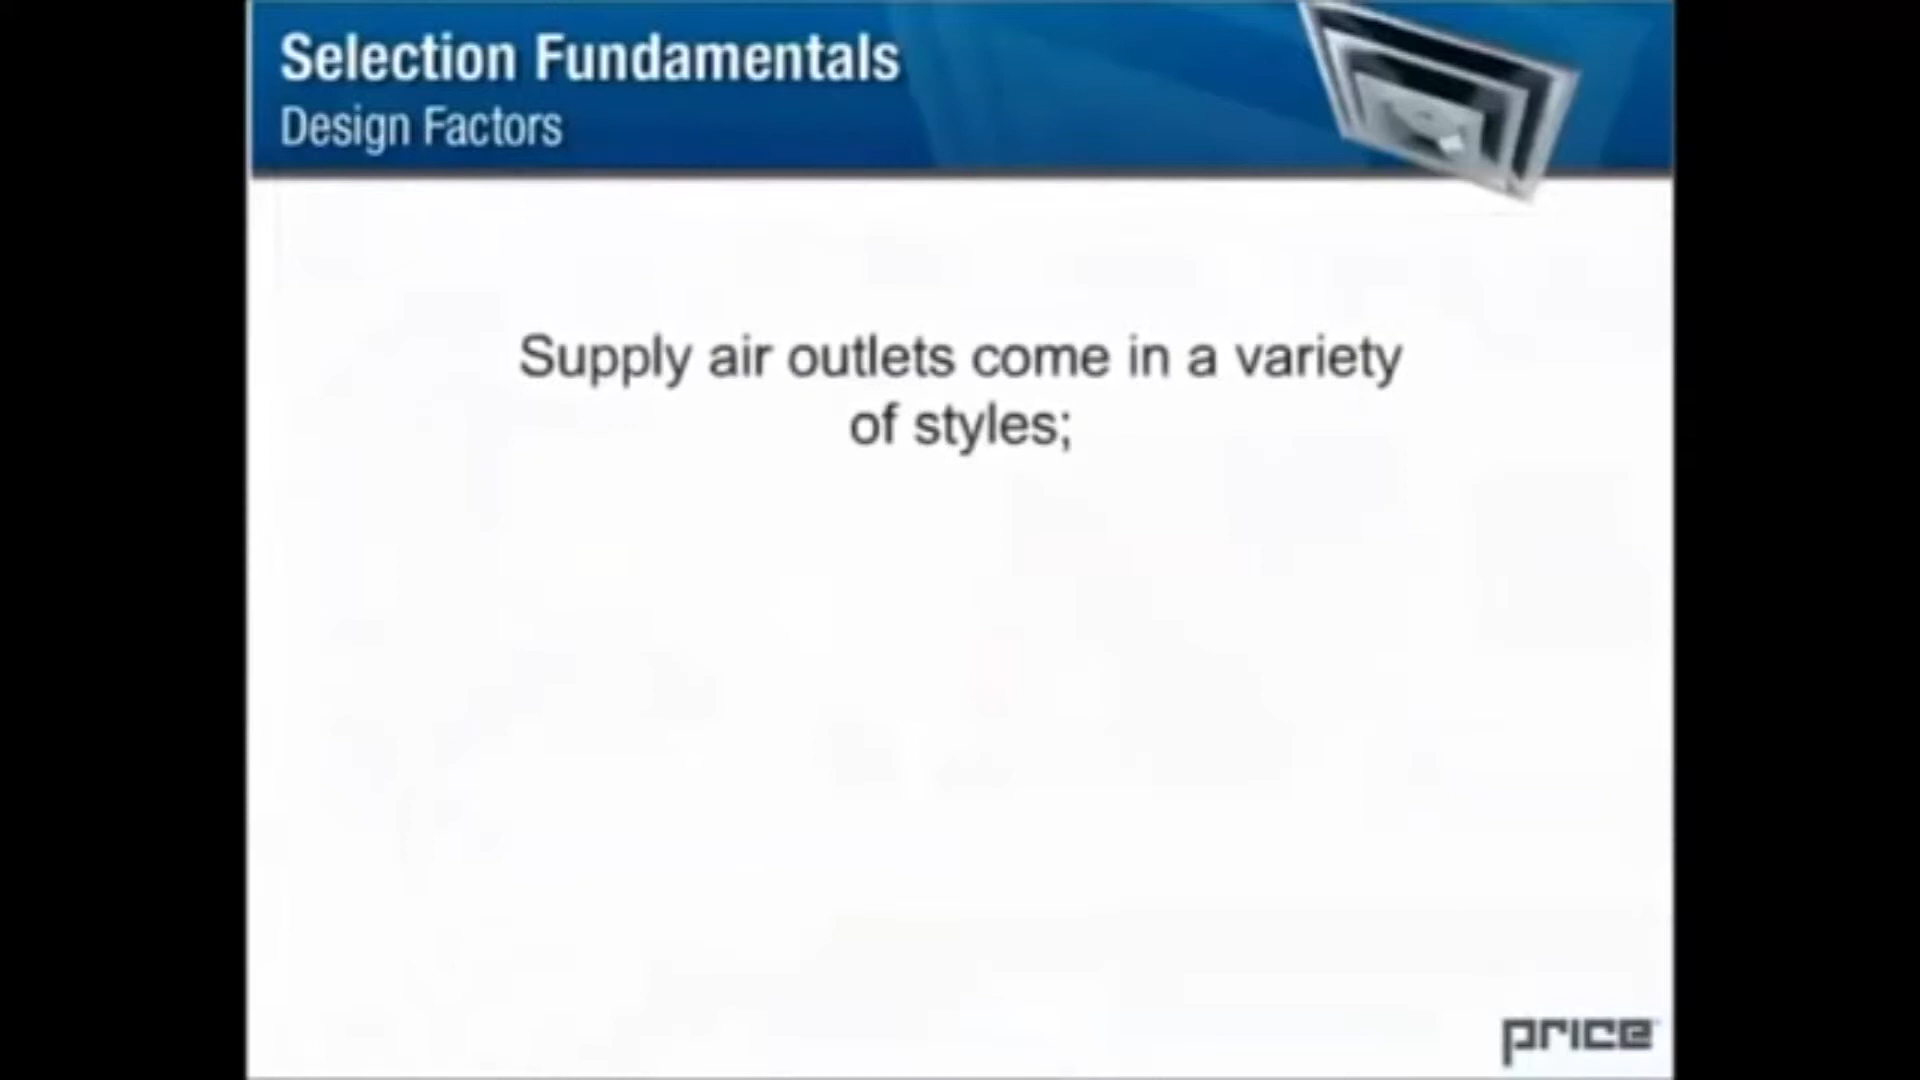 Selection Fundamentals
Design Factors
Supply air outlets come in a variety
of styles;
price